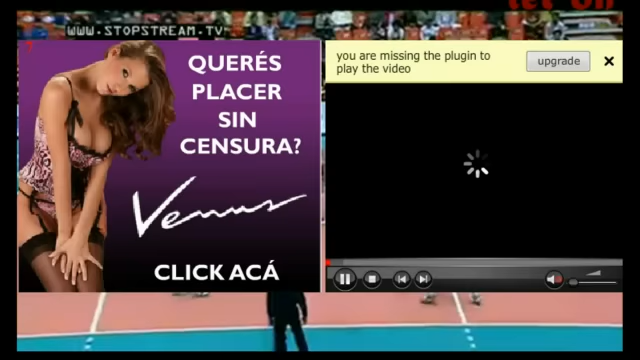 WWW.STOPSTREAM.TV
QUERÉS
PLACER
SIN
CENSURA?
Venus
CLICK ACÁ
you are missing the plugin to
play the video
upgrade